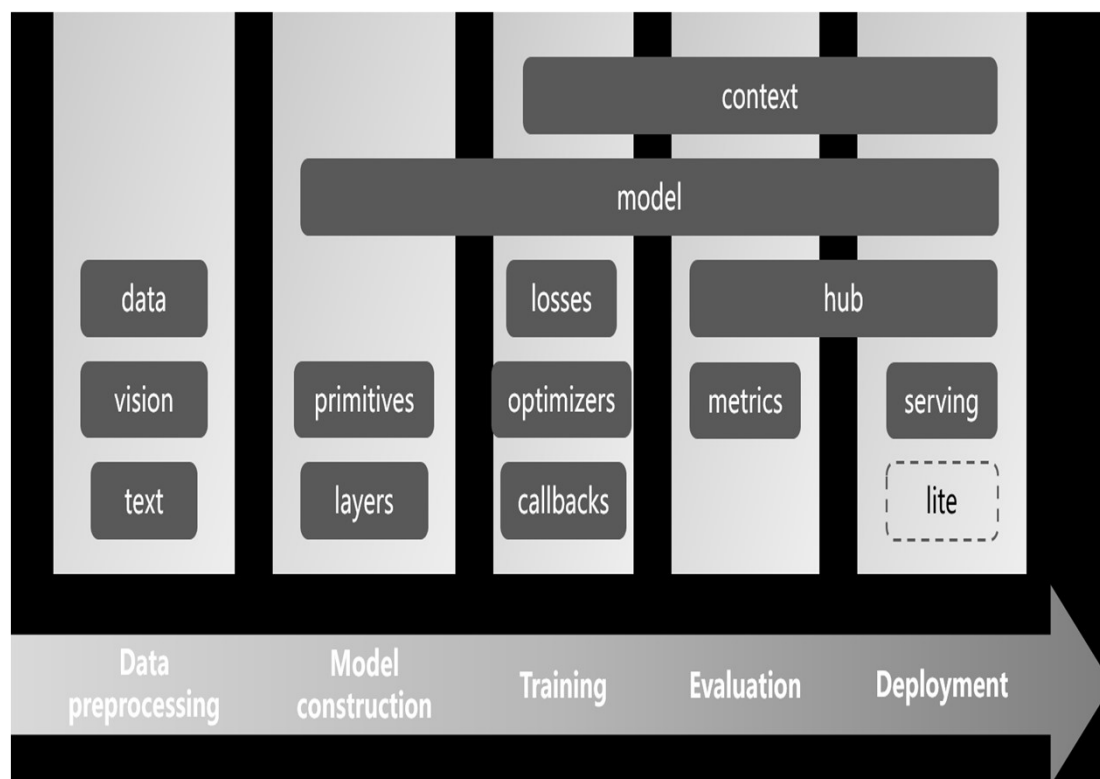 context
model
data
losses
hub
vision
primitives
optimizers
metrics
serving
text
layers
callbacks
lite
Data
preprocessing
Model
construction
Training
Evaluation
Deployment